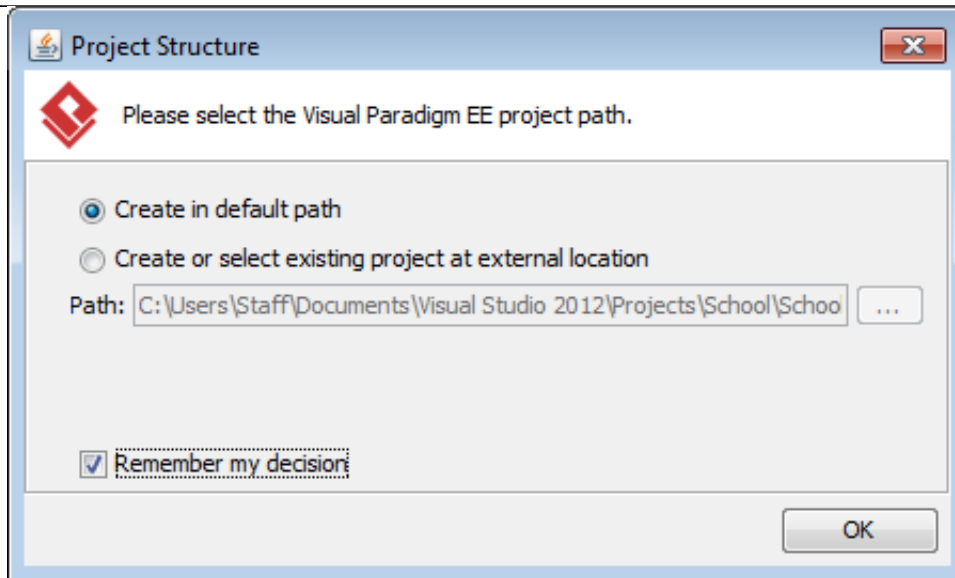 Project Structure
Please select the Visual Paradigm EE project path.
Create in default path
Create or select existing project at external location
Path: C:\Users\Staff\Documents\Visual Studio 2012\Projects\School\School ...
Remember my decision
OK